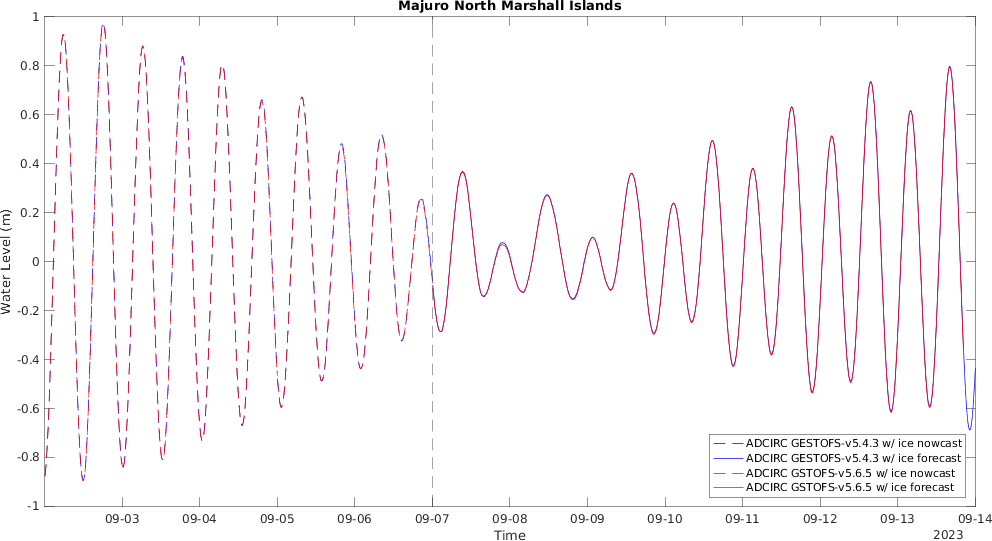 Majuro North Marshall Islands
1
0.8
0.6
0.4
0.2
0
-0.2
-0.4
-0.6
-0.8
-1
Water Level (m)
ADCIRC GESTOFS-v5.4.3 w/ ice nowcast
ADCIRC GESTOFS-v5.4.3 w/ ice forecast
ADCIRC GSTOFS-v5.6.5 w/ ice nowcast
ADCIRC GSTOFS-v5.6.5 w/ ice forecast
09-03 09-04 09-05 09-06 09-07 09-08 09-09 09-10 09-11 09-12 09-13 09-14
Time
2023